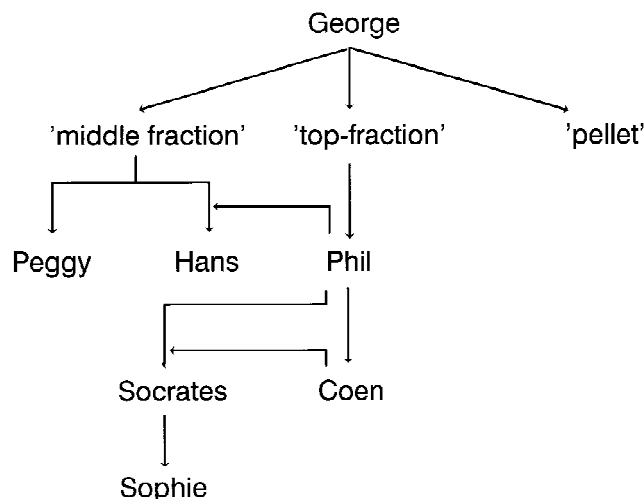 George
'middle fraction' 'top-fraction' 'pellet'
Peggy Hans Phil
Socrates Coen
Sophie